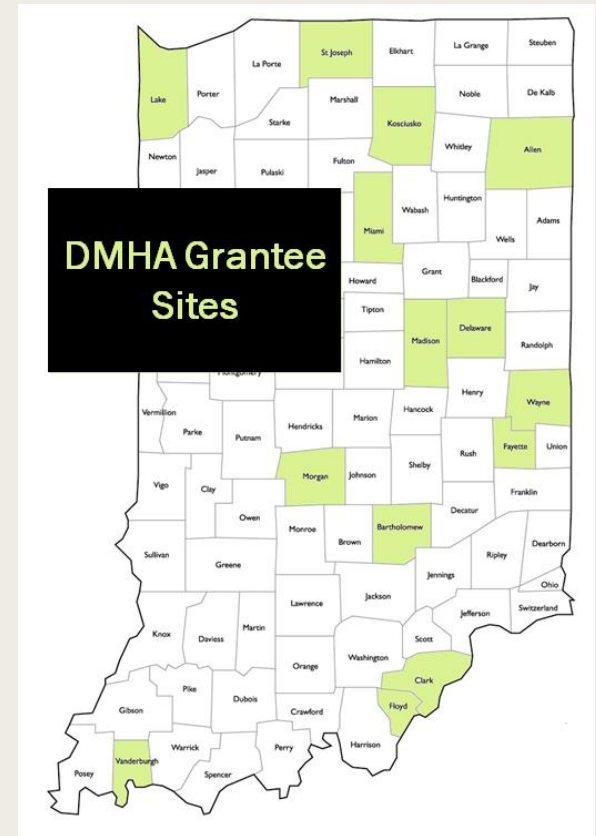 St Joseph
Elkhart
La Grange
Steuben
La Porte
Lake
Porter
Noble
De Kalb
Marshall
Starke
Kosciusko
Whitley
Allen
Newton
Jasper
Pulaski
Fulton
Miami
Wabash
Huntington
Wells
Adams
DMHA Grantee
Sites
Howard
Grant
Blackford
Jay
Tipton
Madison
Delaware
Hamilton
Randolph
Montgomery
Henry
Wayne
Vermillion
Parke
Putnam
Hendricks
Marion
Hancock
Rush
Fayette
Union
Vigo
Clay
Morgan
Johnson
Shelby
Franklin
Owen
Monroe
Brown
Bartholomew
Decatur
Dearborn
Sullivan
Greene
Jennings
Ripley
Ohio
Lawrence
Jackson
Jefferson
Switzerland
Knox
Daviess
Martin
Scott
Orange
Washington
Clark
Pike
Dubois
Floyd
Gibson
Crawford
Harrison
Posey
Vanderburgh
Warrick
Spencer
Perry